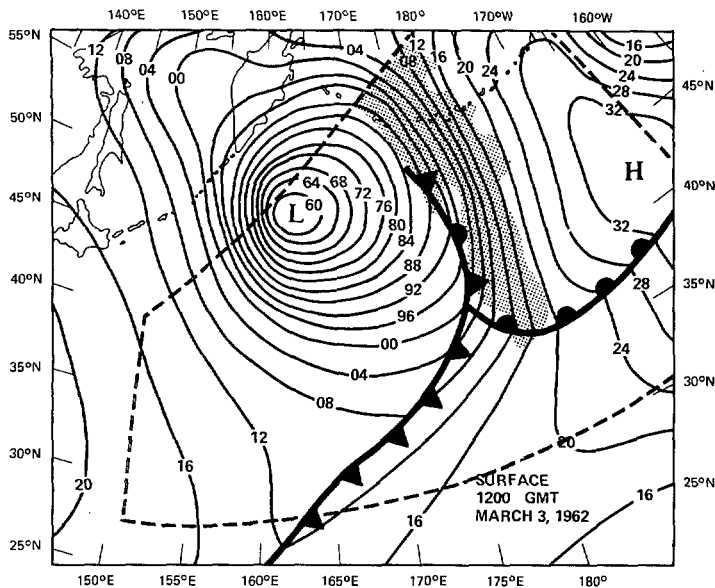 140°E 150°E 160°E 170°E 180° 170°W 160°W
55°N 12 08 04 00 04 12 08 16 20 24 16 20 24 28 32 45°N
50°N
H 40°N
45°N L 64 60 68 72 76 80 84 88 92 96 00 04 08 32
40°N 28 35°N
35°N 24
30°N 12 16 20 20 30°N
25°N 16 16 25°N
SURFACE
1200 GMT
MARCH 3, 1962
150°E 155°E 160°E 165°E 170°E 175°E 180°